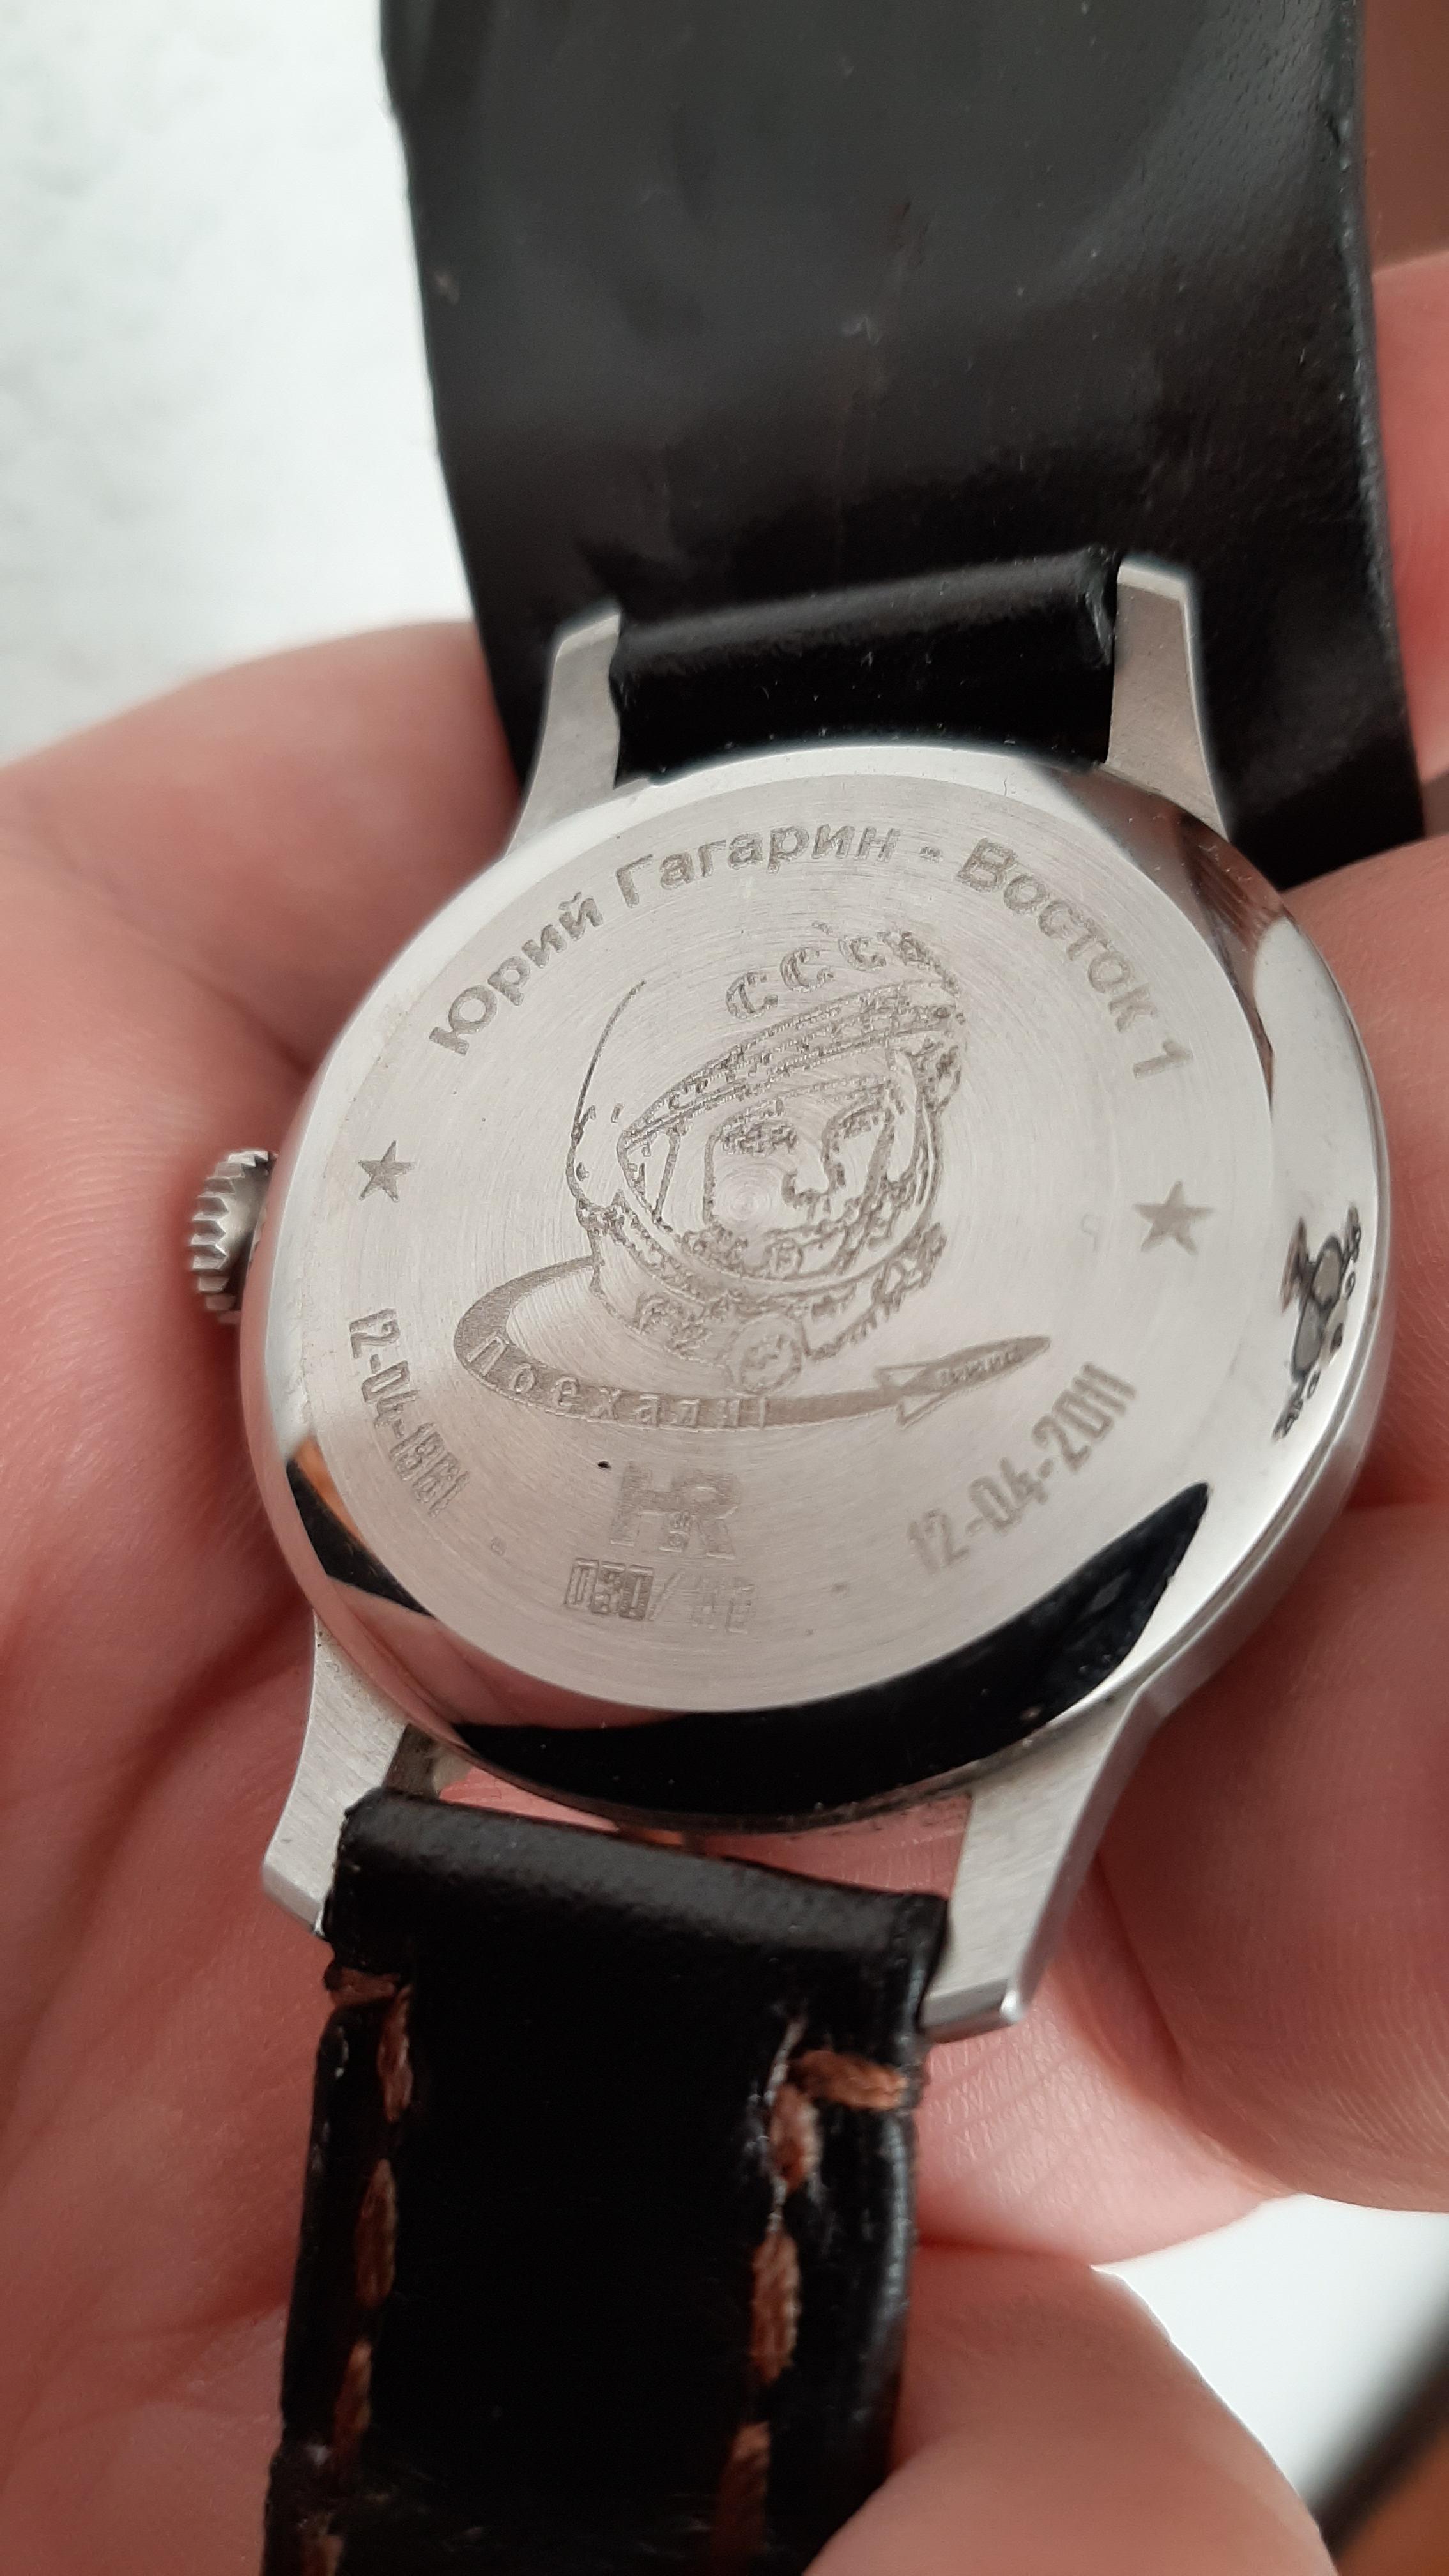 Юрий Гагарин - Восток 1
СССР
Поехали!
12-04-1961
12-04-2011
HR